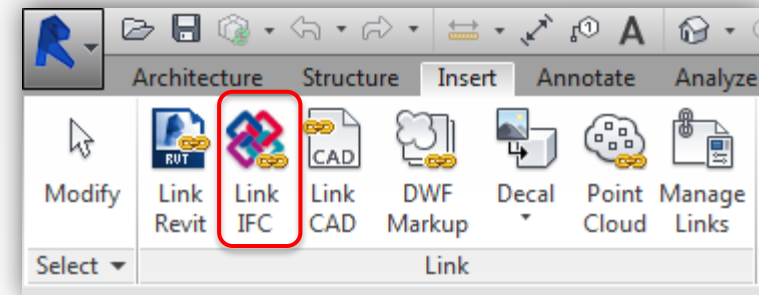 A
Architecture Structure Insert Annotate Analyze
RVT CAD
Modify Link Link Link DWF Decal Point Manage
Revit IFC CAD Markup Cloud Links
Select Link